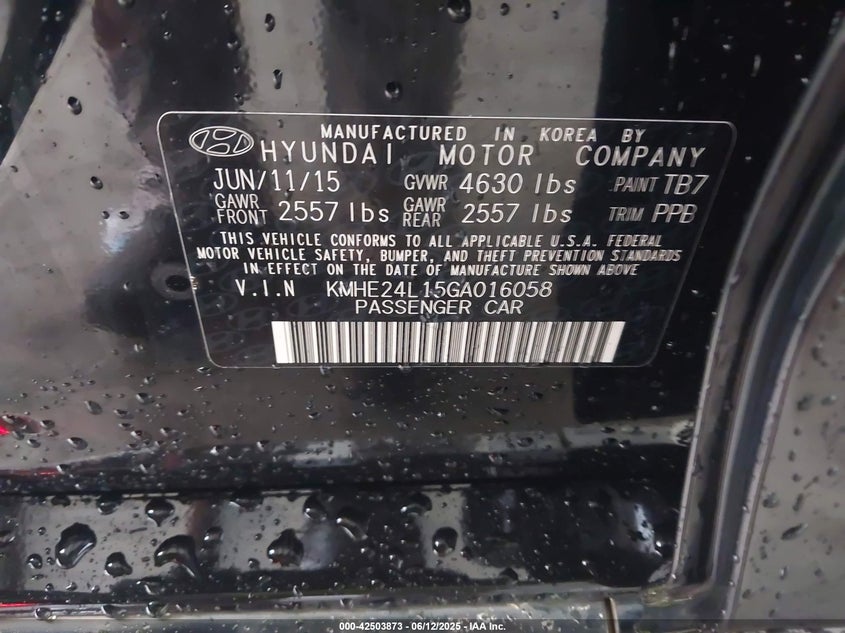 MANUFACTURED IN KOREA BY
HYUNDAI MOTOR COMPANY
JUN/11/15 GVWR 4630 lbs PAINT TB7
GAWR FRONT 2557 lbs GAWR REAR 2557 lbs TRIM PPB
THIS VEHICLE CONFORMS TO ALL APPLICABLE U.S.A. FEDERAL
MOTOR VEHICLE SAFETY, BUMPER, AND THEFT PREVENTION STANDARDS
IN EFFECT ON THE DATE OF MANUFACTURE SHOWN ABOVE
V.I.N KMHE24L15GA016058
PASSENGER CAR
000-42503873 - 06/12/2025 - IAA Inc.